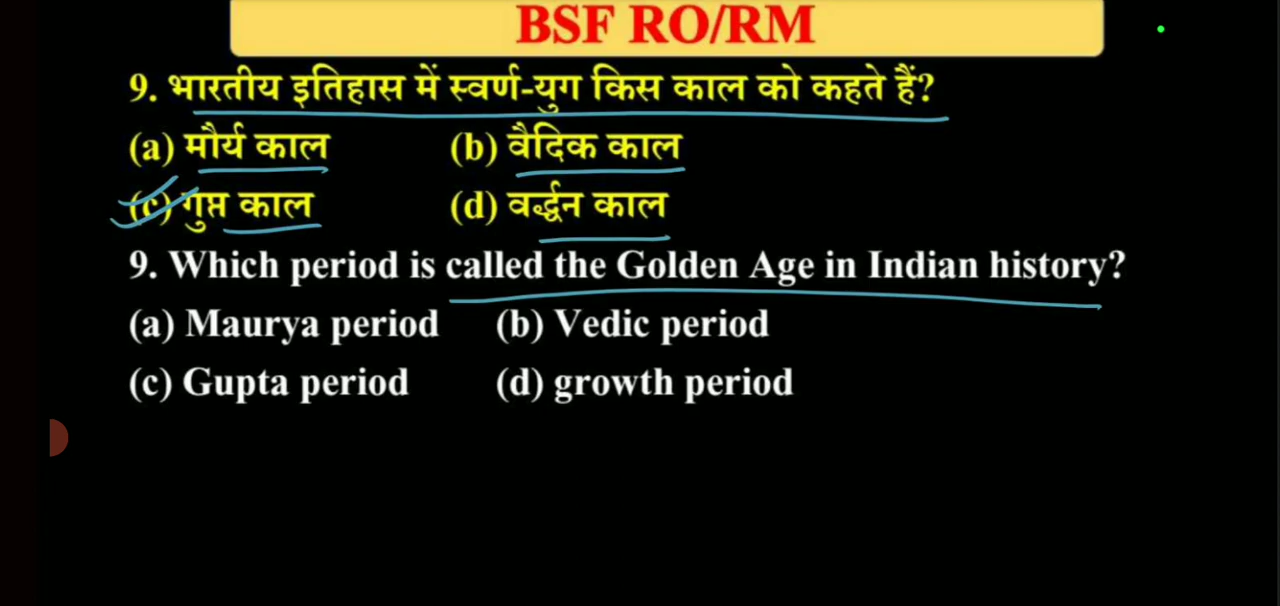 BSF RO/RM
9. भारतीय इतिहास में स्वर्ण-युग किस काल को कहते हैं?
(a) मौर्य काल (b) वैदिक काल
(c) गुप्त काल (d) वर्द्धन काल
9. Which period is called the Golden Age in Indian history?
(a) Maurya period (b) Vedic period
(c) Gupta period (d) growth period